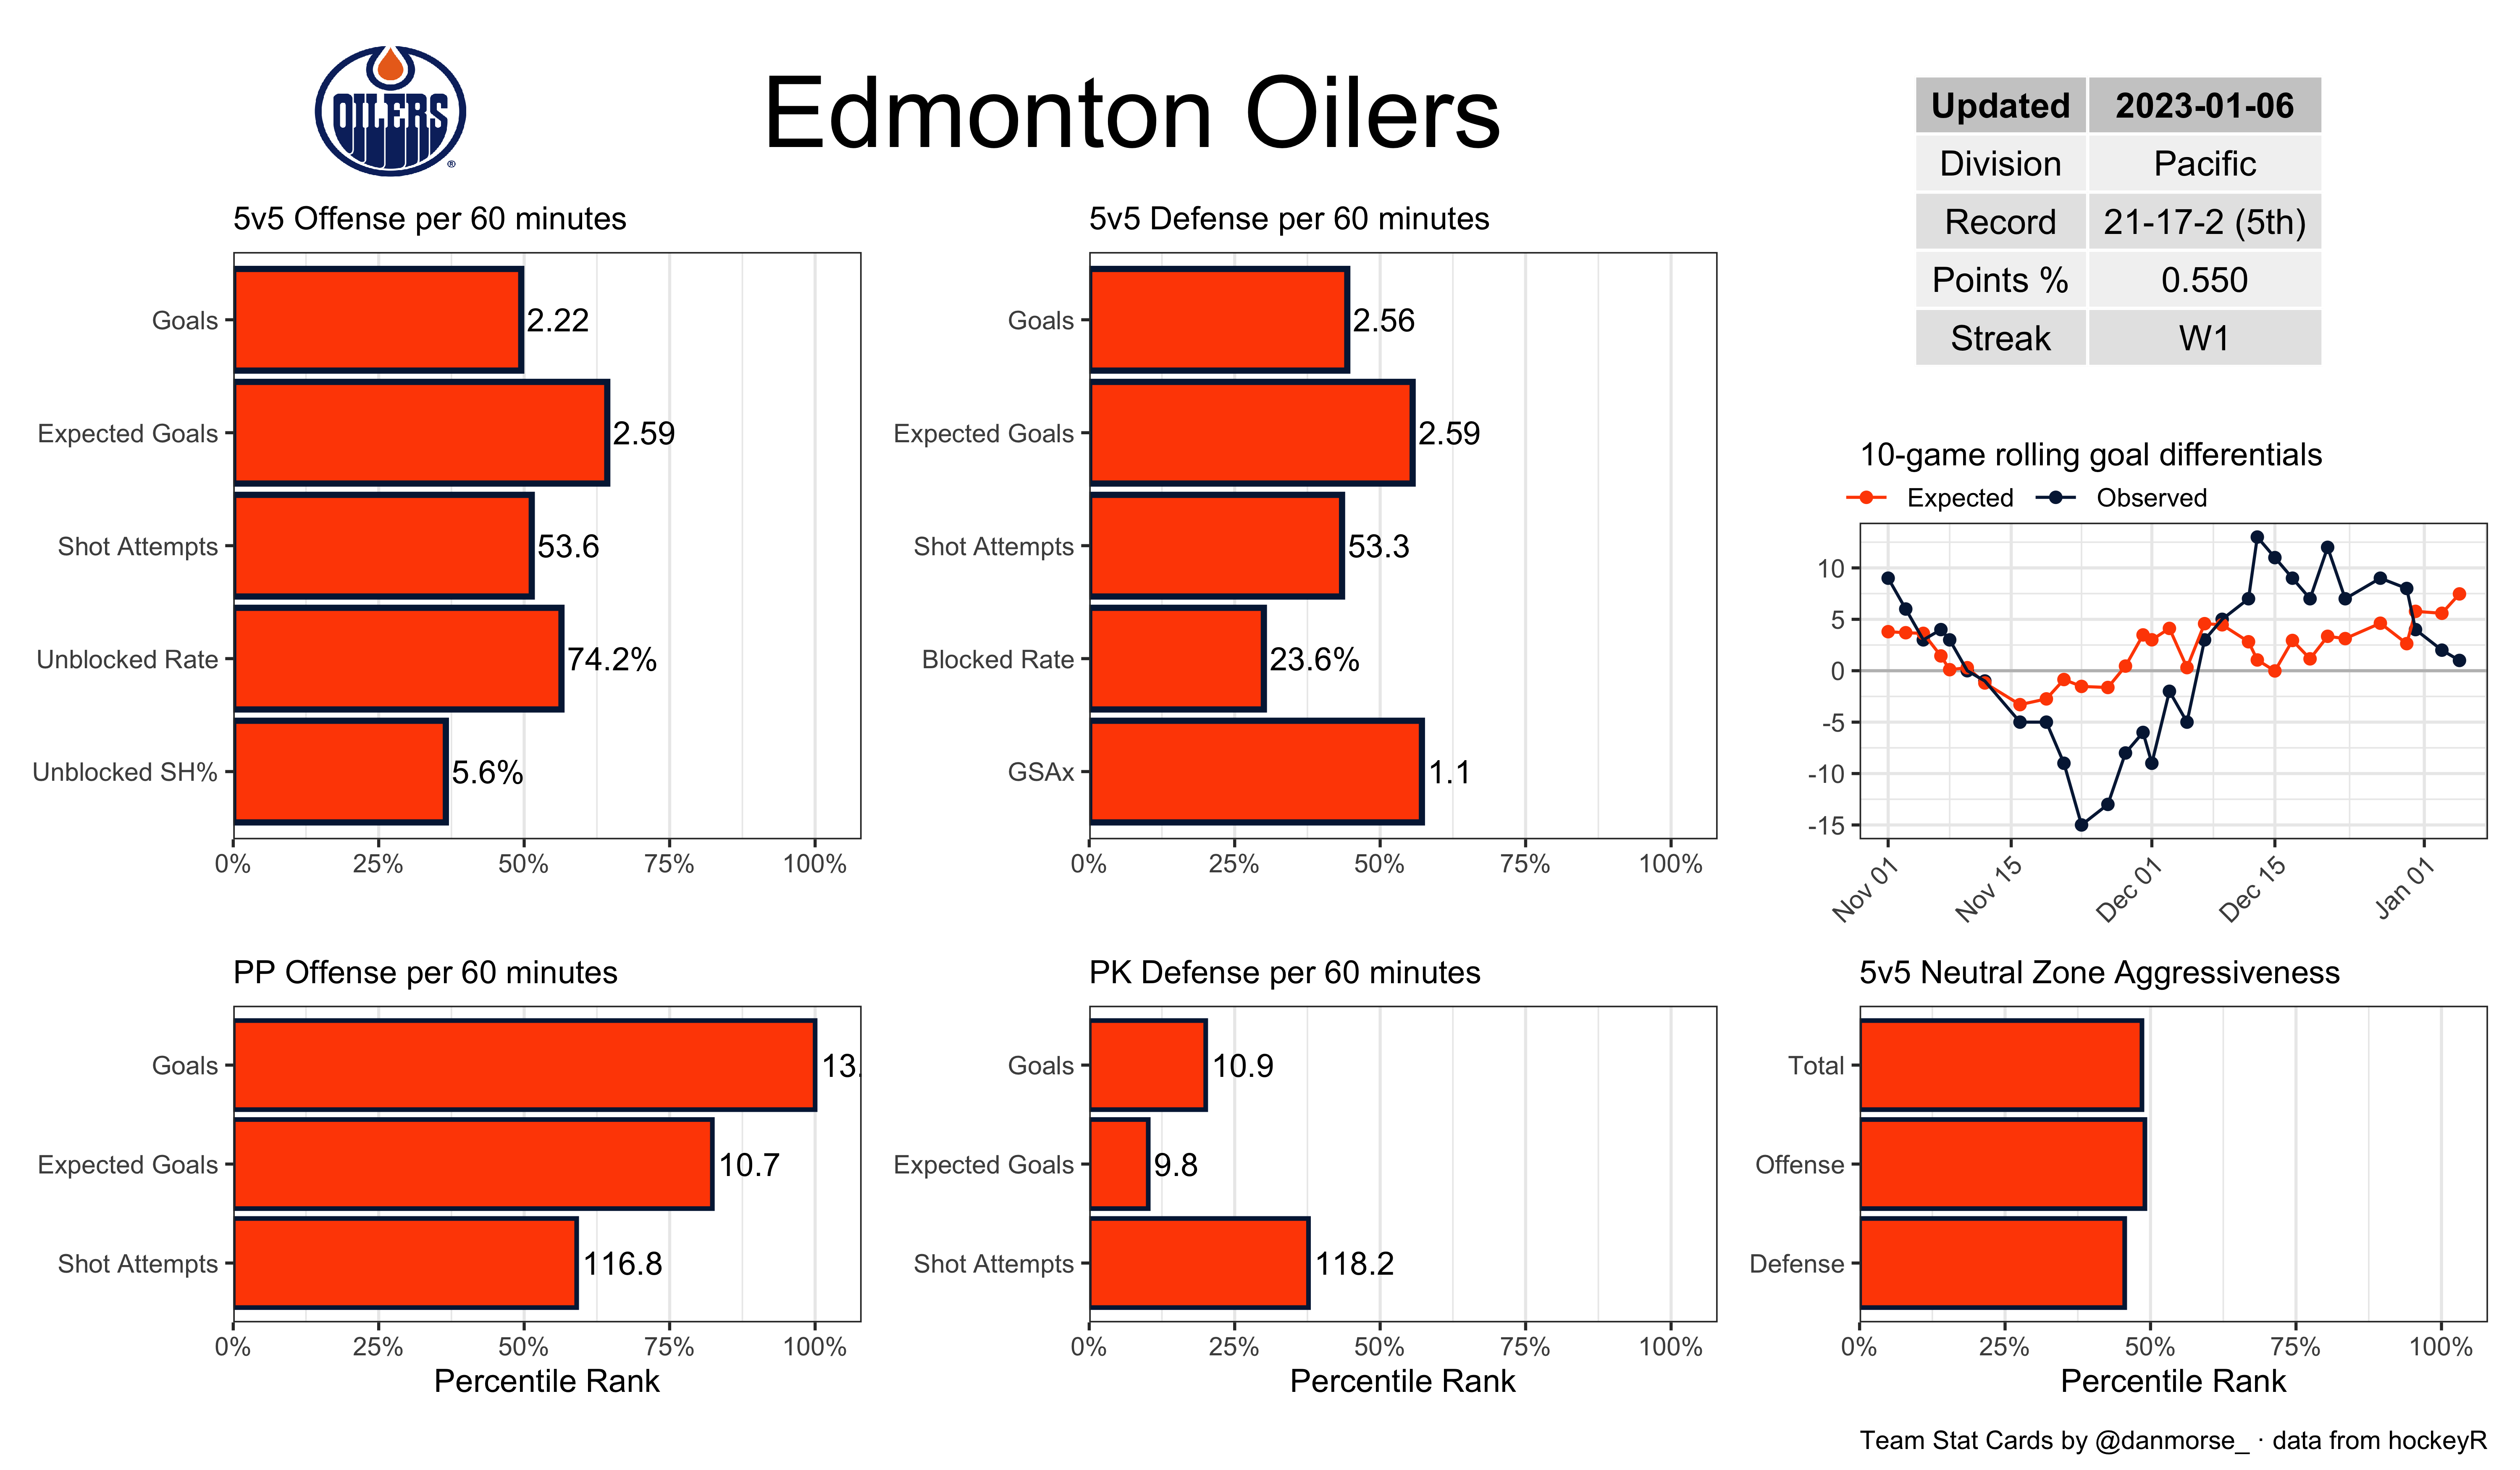 OILERS
®
Edmonton Oilers
Updated 2023-01-06
Division Pacific
Record 21-17-2 (5th)
Points % 0.550
Streak W1
5v5 Offense per 60 minutes
Goals 2.22
Expected Goals 2.59
Shot Attempts 53.6
Unblocked Rate 74.2%
Unblocked SH% 5.6%
0% 25% 50% 75% 100%
5v5 Defense per 60 minutes
Goals 2.56
Expected Goals 2.59
Shot Attempts 53.3
Blocked Rate 23.6%
GSAx 1.1
0% 25% 50% 75% 100%
10-game rolling goal differentials
Expected Observed
10
5
0
-5
-10
-15
Nov 01 Nov 15 Dec 01 Dec 15 Jan 01
PP Offense per 60 minutes
Goals 13.
Expected Goals 10.7
Shot Attempts 116.8
0% 25% 50% 75% 100%
Percentile Rank
PK Defense per 60 minutes
Goals 10.9
Expected Goals 9.8
Shot Attempts 118.2
0% 25% 50% 75% 100%
Percentile Rank
5v5 Neutral Zone Aggressiveness
Total
Offense
Defense
0% 25% 50% 75% 100%
Percentile Rank
Team Stat Cards by @danmorse_ · data from hockeyR